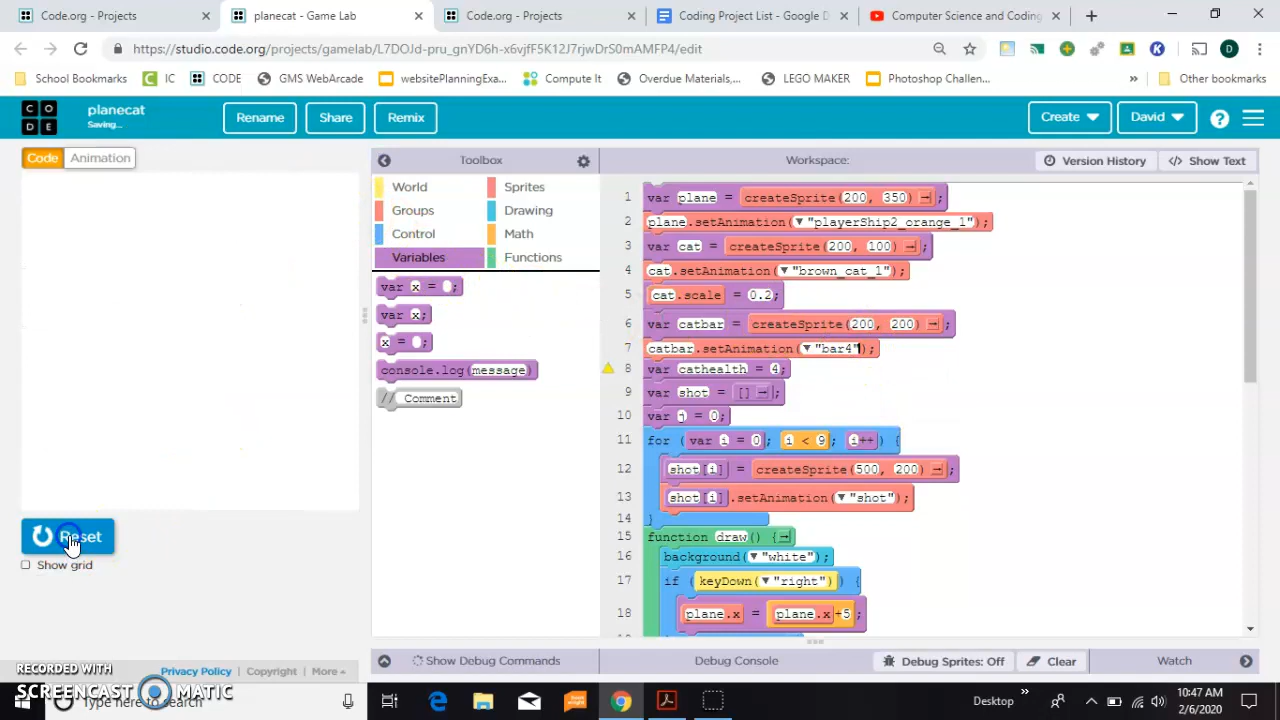 Code.org - Projects
planecat - Game Lab
Code.org - Projects
Coding Project List - Google D
Computer Science and Coding
https://studio.code.org/projects/gamelab/L7DOJd-pru_gnYD6h-x6vjfF5K12J7rjwDrS0mAMFP4/edit
D
School Bookmarks
IC
CODE
GMS WebArcade
websitePlanningExa...
Compute It
Overdue Materials,...
LEGO MAKER
Photoshop Challen...
Other bookmarks
C O D E
planecat
Saving...
Rename
Share
Remix
Create
David
Code
Animation
Toolbox
Workspace:
Version History
Show Text
World
Sprites
Groups
Drawing
Control
Math
Variables
Functions
var x = 0;
var x;
x = 0;
console.log(message)
// Comment
1 var plane = createSprite(200, 350);
2 plane.setAnimation("playerShip2_orange_1");
3 var cat = createSprite(200, 100);
4 cat.setAnimation("brown_cat_1");
5 cat.scale = 0.2;
6 var catbar = createSprite(200, 200);
7 catbar.setAnimation("bar4");
8 var cathealth = 4;
9 var shot = [];
10 var j = 0;
11 for (var i = 0; i < 9; i++) {
12 shot[i] = createSprite(500, 200);
13 shot[i].setAnimation("shot");
14 }
15 function draw() {
16 background("white");
17 if (keyDown("right")) {
18 plane.x = plane.x+5;
Reset
Show grid
Privacy Policy
Copyright
More
Show Debug Commands
Debug Console
Debug Sprites: Off
Clear
Watch
RECORDED WITH
SCREENCAST MATIC
Type here to search
Desktop
10:47 AM
2/6/2020